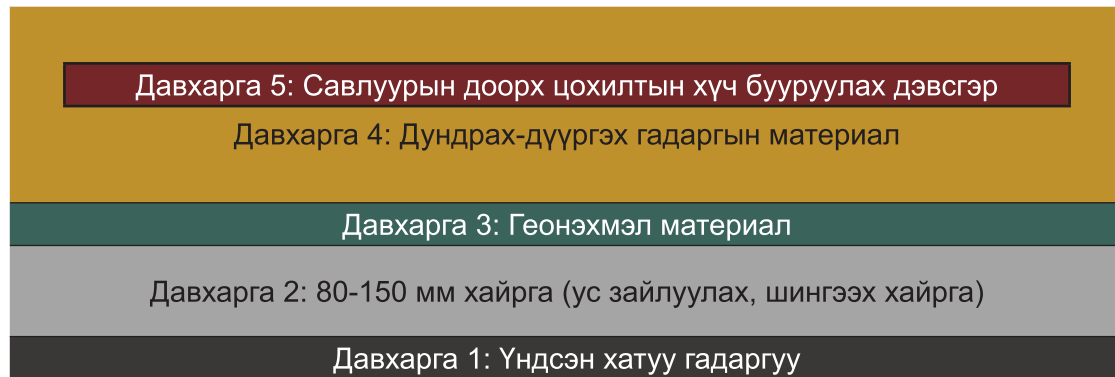 Давхарга 5: Савлуурын доорх цохилтын хүч бууруулах дэвсгэр
Давхарга 4: Дундрах-дүүргэх гадаргын материал
Давхарга 3: Геонэхмэл материал
Давхарга 2: 80-150 мм хайрга (ус зайлуулах, шингээх хайрга)
Давхарга 1: Үндсэн хатуу гадаргуу